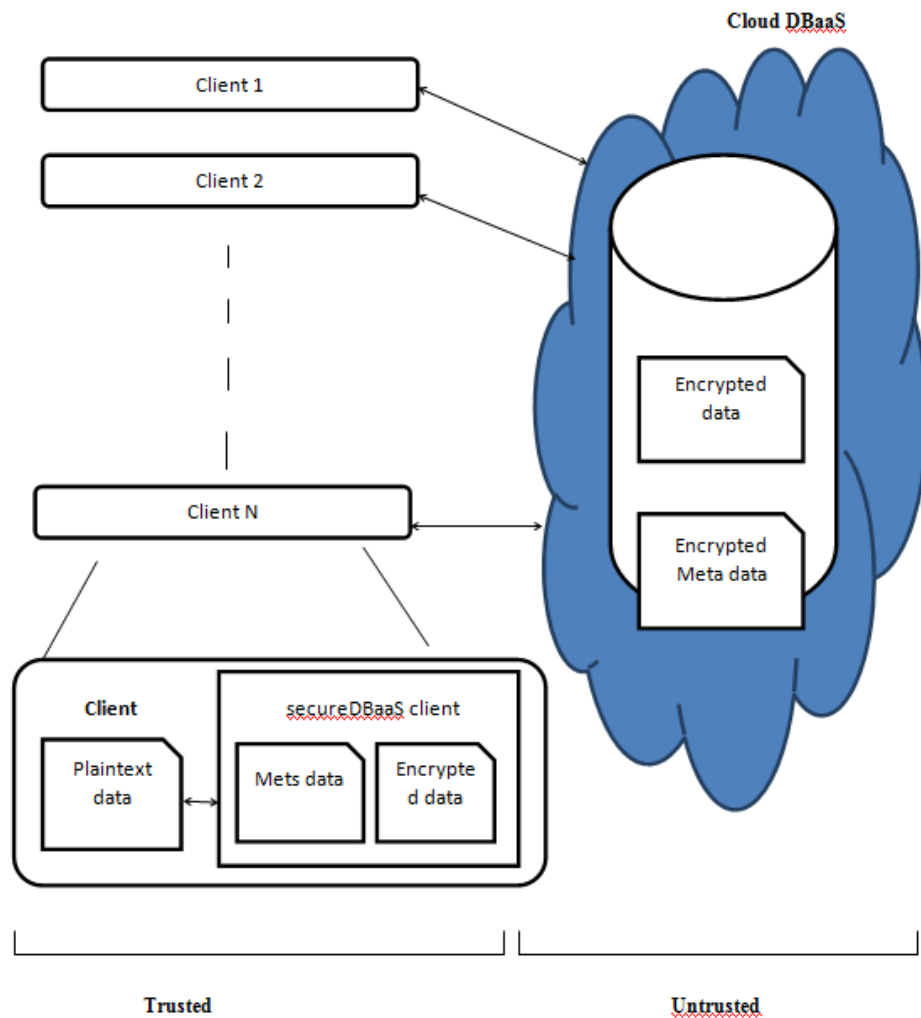 Cloud DBaaS
Client 1
Client 2
Encrypted
data
Client N
Encrypted
Meta data
Client
secureDBaaS client
Plaintext
data
Mets data
Encrypte
d data
Trusted
Untrusted